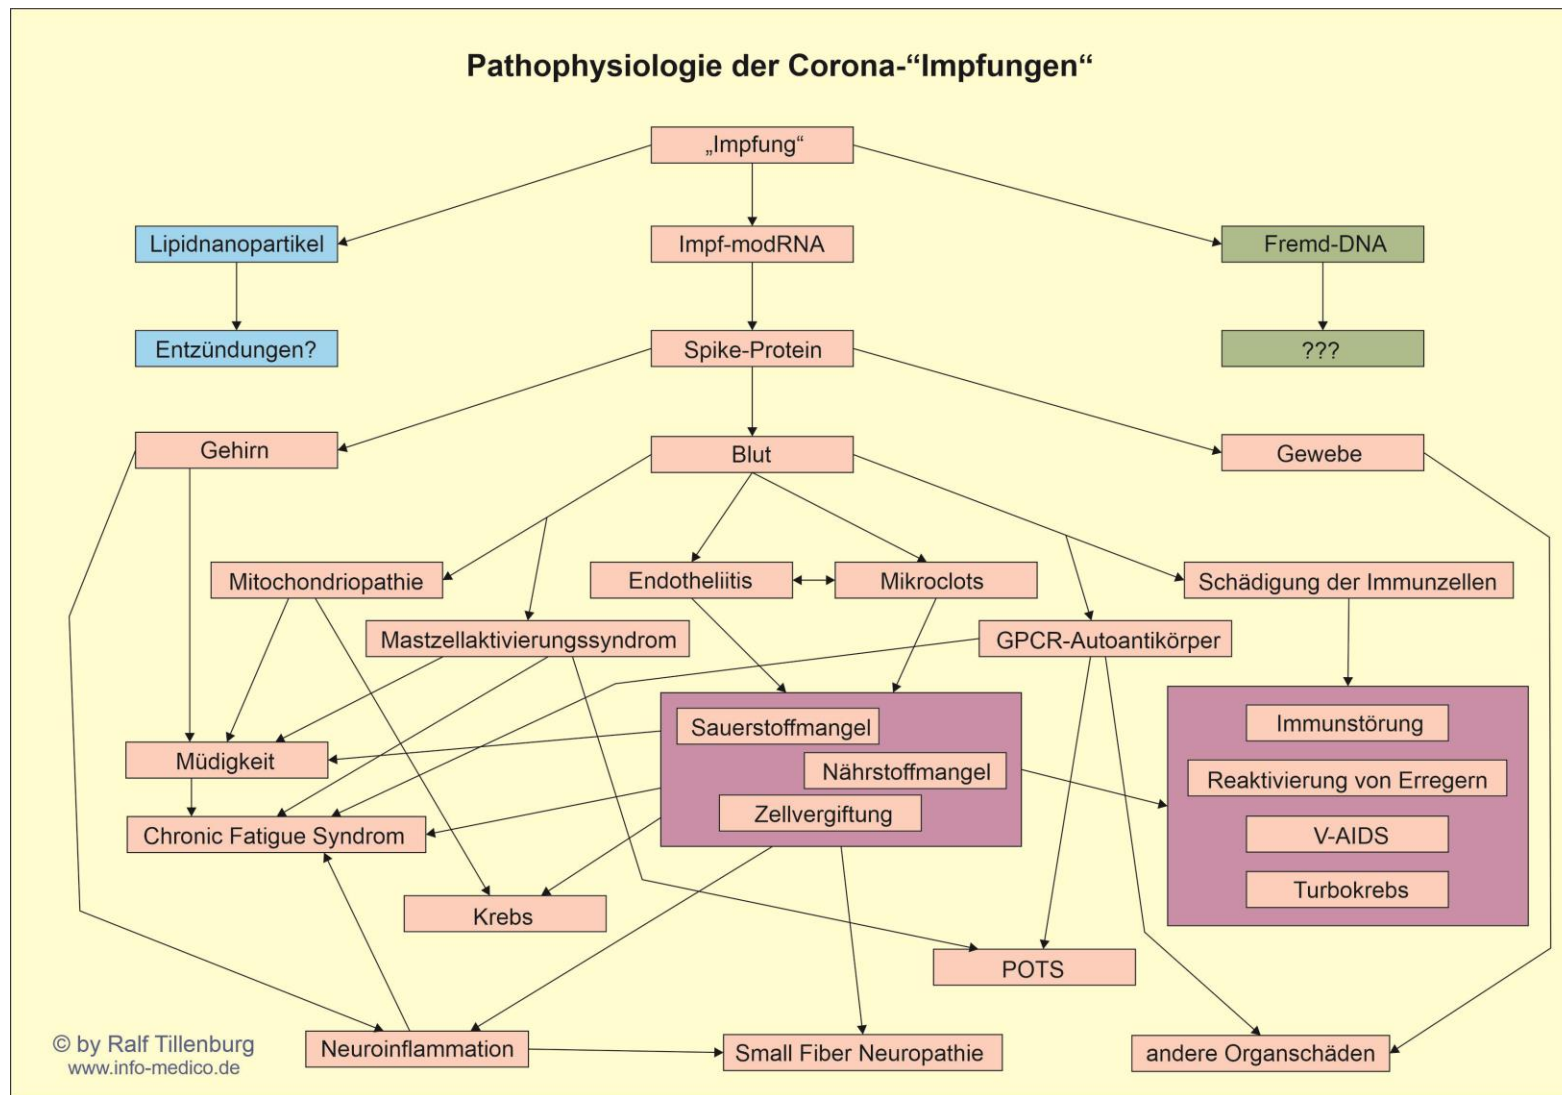 Pathophysiologie der Corona-“Impfungen“
„Impfung“
Lipidnanopartikel
Impf-modRNA
Fremd-DNA
Entzündungen?
Spike-Protein
???
Gehirn
Blut
Gewebe
Mitochondriopathie
Endotheliitis
Mikroclots
Schädigung der Immunzellen
Mastzellaktivierungssyndrom
GPCR-Autoantikörper
Sauerstoffmangel
Immunstörung
Müdigkeit
Nährstoffmangel
Reaktivierung von Erregern
Zellvergiftung
Chronic Fatigue Syndrom
V-AIDS
Turbokrebs
Krebs
POTS
© by Ralf Tillenburg
www.info-medico.de
Neuroinflammation
Small Fiber Neuropathie
andere Organschäden